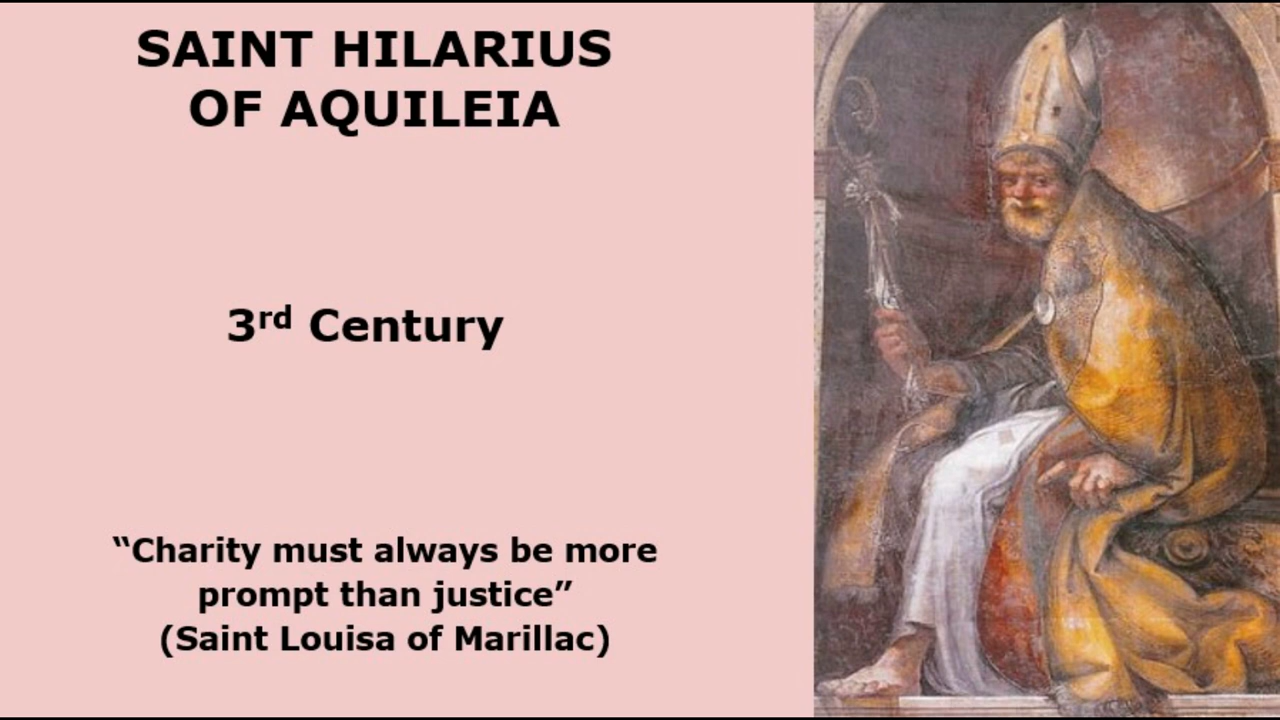 SAINT HILARIUS
OF AQUILEIA
3rd Century
“Charity must always be more
prompt than justice”
(Saint Louisa of Marillac)